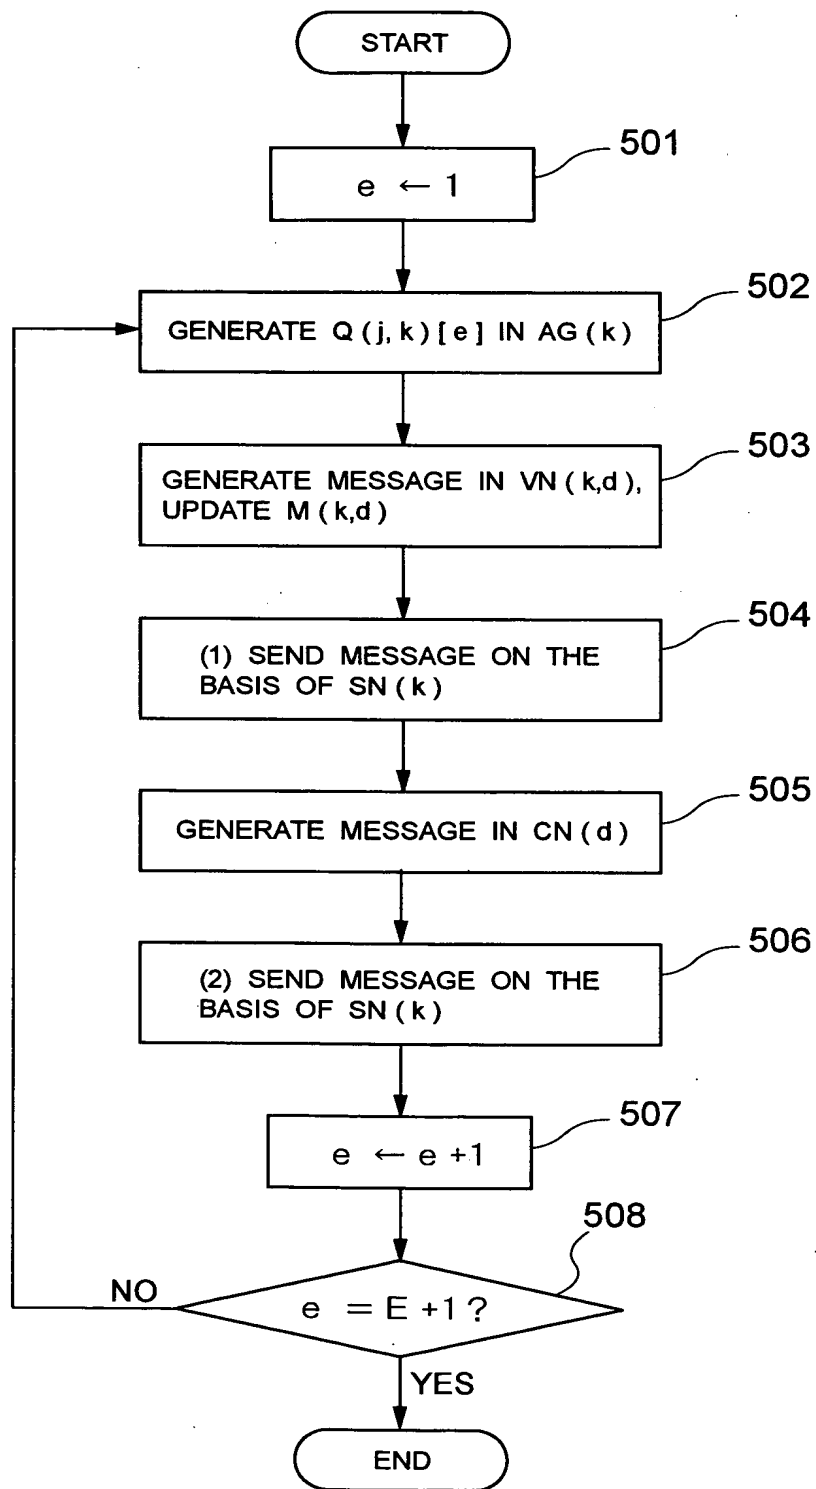 START
501
e ← 1
502
GENERATE Q(j,k)[e] IN AG(k)
503
GENERATE MESSAGE IN VN(k,d),
UPDATE M(k,d)
504
(1) SEND MESSAGE ON THE
BASIS OF SN(k)
505
GENERATE MESSAGE IN CN(d)
506
(2) SEND MESSAGE ON THE
BASIS OF SN(k)
507
e ← e +1
508
NO
e = E +1?
YES
END